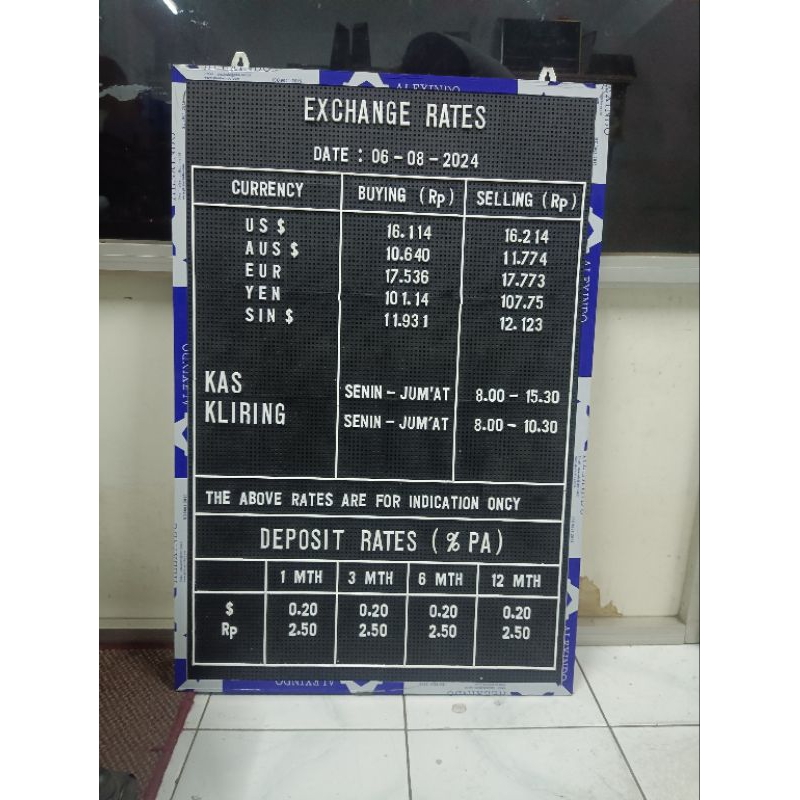 ALEXINDO
EXCHANGE RATES
DATE : 06 - 08 - 2024
CURRENCY BUYING (Rp) SELLING (Rp)
US $ 16.114 16.214
AUS $ 10.640 11.774
EUR 17.536 17.773
YEN 101.14 107.75
SIN $ 11.931 12.123
KAS SENIN - JUM'AT 8.00 - 15.30
KLIRING SENIN - JUM'AT 8.00 - 10.30
THE ABOVE RATES ARE FOR INDICATION ONCY
DEPOSIT RATES (% PA)
1 MTH 3 MTH 6 MTH 12 MTH
$ 0.20 0.20 0.20 0.20
Rp 2.50 2.50 2.50 2.50
ALEXINDO
ALEXINDO
ALEXINDO